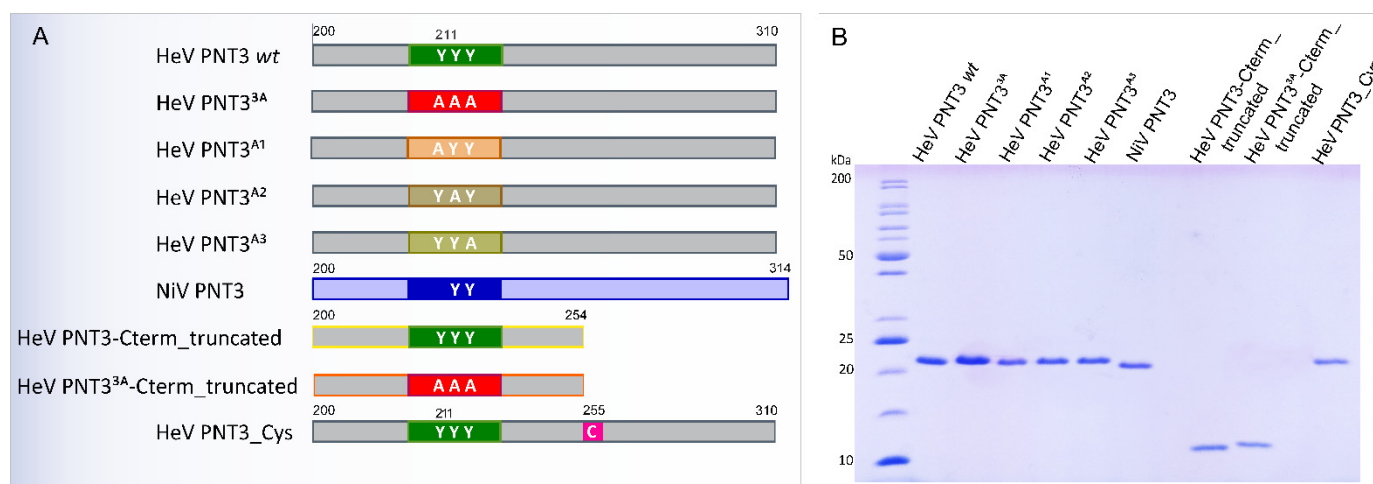 A
200 211 310
HeV PNT3 wt
Y Y Y
HeV PNT3³ᴬ
A A A
HeV PNT3ᴬ¹
A Y Y
HeV PNT3ᴬ²
Y A Y
HeV PNT3ᴬ³
Y Y A
200 314
NiV PNT3
Y Y
200 254
HeV PNT3-Cterm_truncated
Y Y Y
HeV PNT3³ᴬ-Cterm_truncated
A A A
200 211 255 310
HeV PNT3_Cys
Y Y Y
C
B
HeV PNT3 wt
HeV PNT3³ᴬ
HeV PNT3ᴬ¹
HeV PNT3ᴬ²
HeV PNT3ᴬ³
NiV PNT3
HeV PNT3-Cterm_
truncated
HeV PNT3³ᴬ-Cterm_
truncated
HeV PNT3_Cys
kDa
200
50
25
20
10